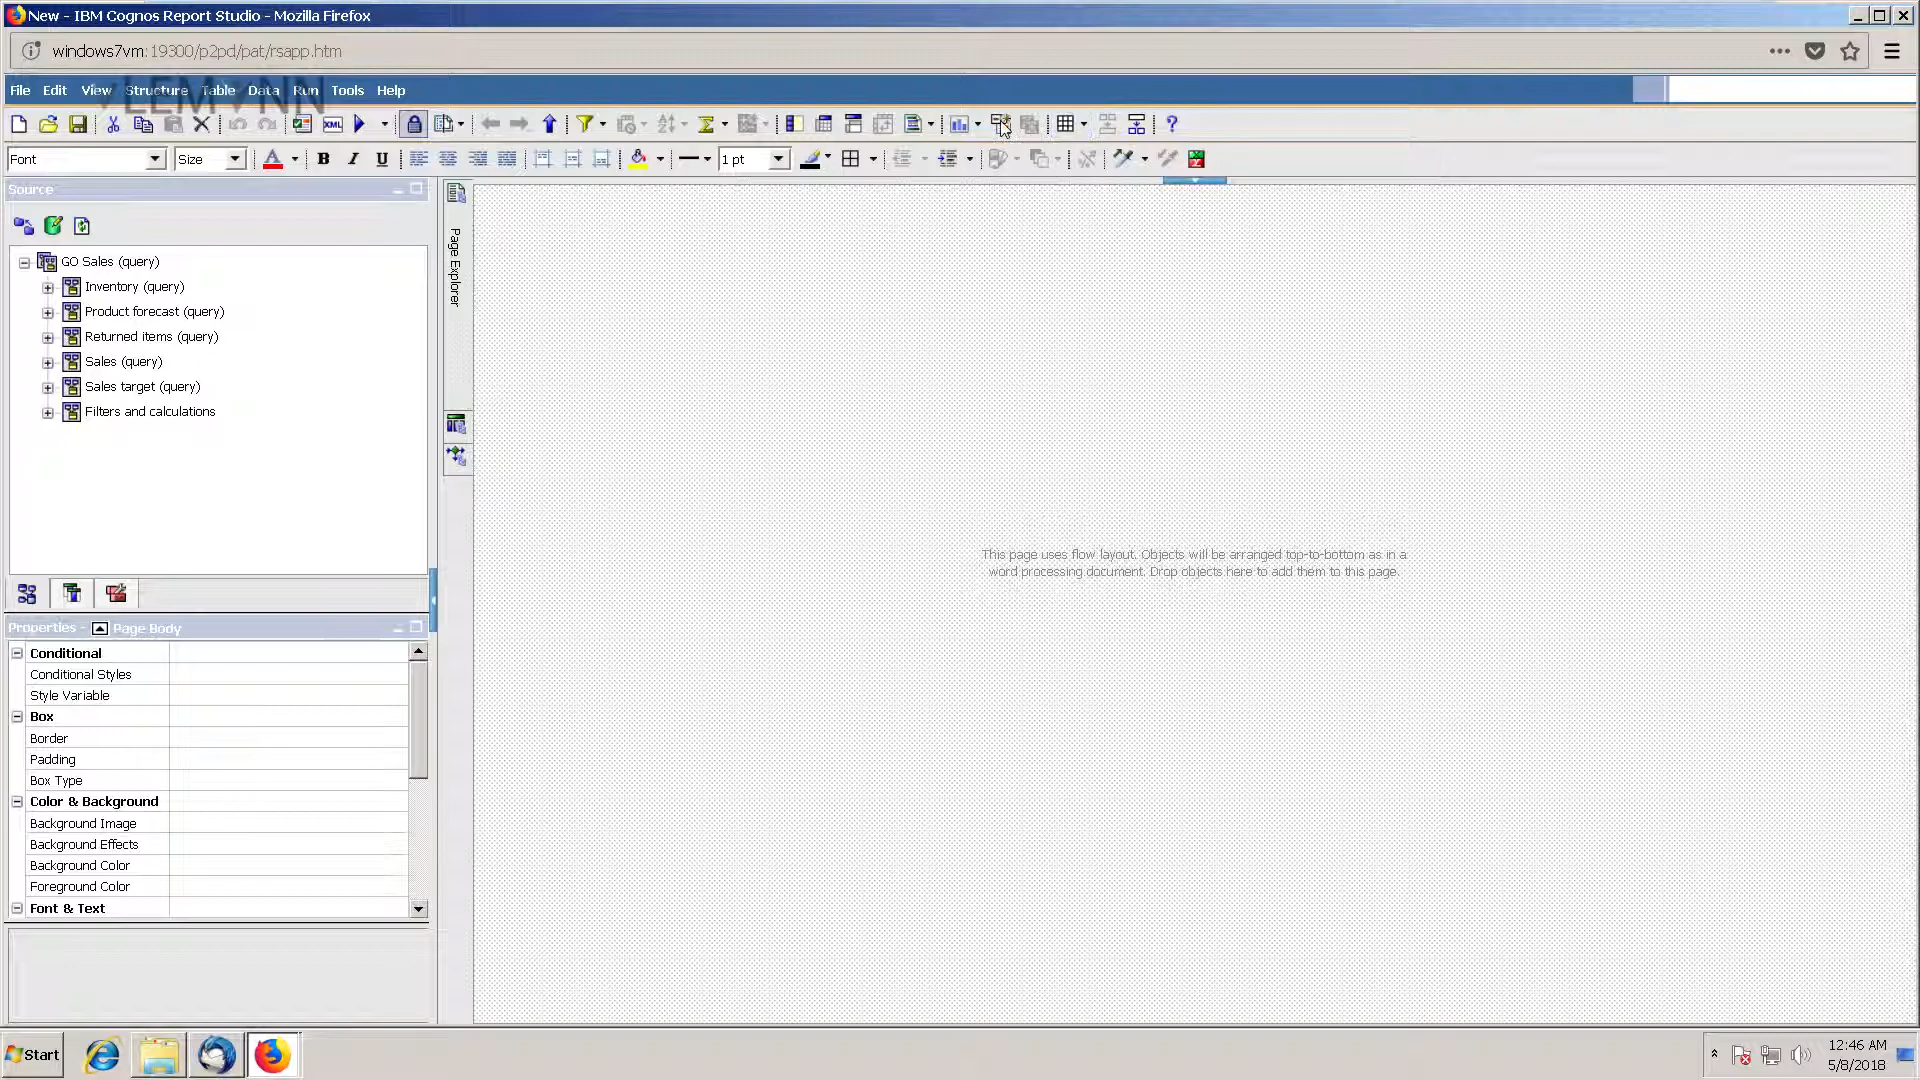 New - IBM Cognos Report Studio - Mozilla Firefox
windows7vm:19300/p2pd/pat/rsapp.htm
File Edit View Structure Table Data Run Tools Help
Font Size B I U 1 pt
Source
GO Sales (query)
Inventory (query)
Product forecast (query)
Returned items (query)
Sales (query)
Sales target (query)
Filters and calculations
Page Explorer
This page uses flow layout. Objects will be arranged top-to-bottom as in a
word processing document. Drop objects here to add them to this page.
Properties - Page Body
Conditional
Conditional Styles
Style Variable
Box
Border
Padding
Box Type
Color & Background
Background Image
Background Effects
Background Color
Foreground Color
Font & Text
Start
12:46 AM
5/8/2018